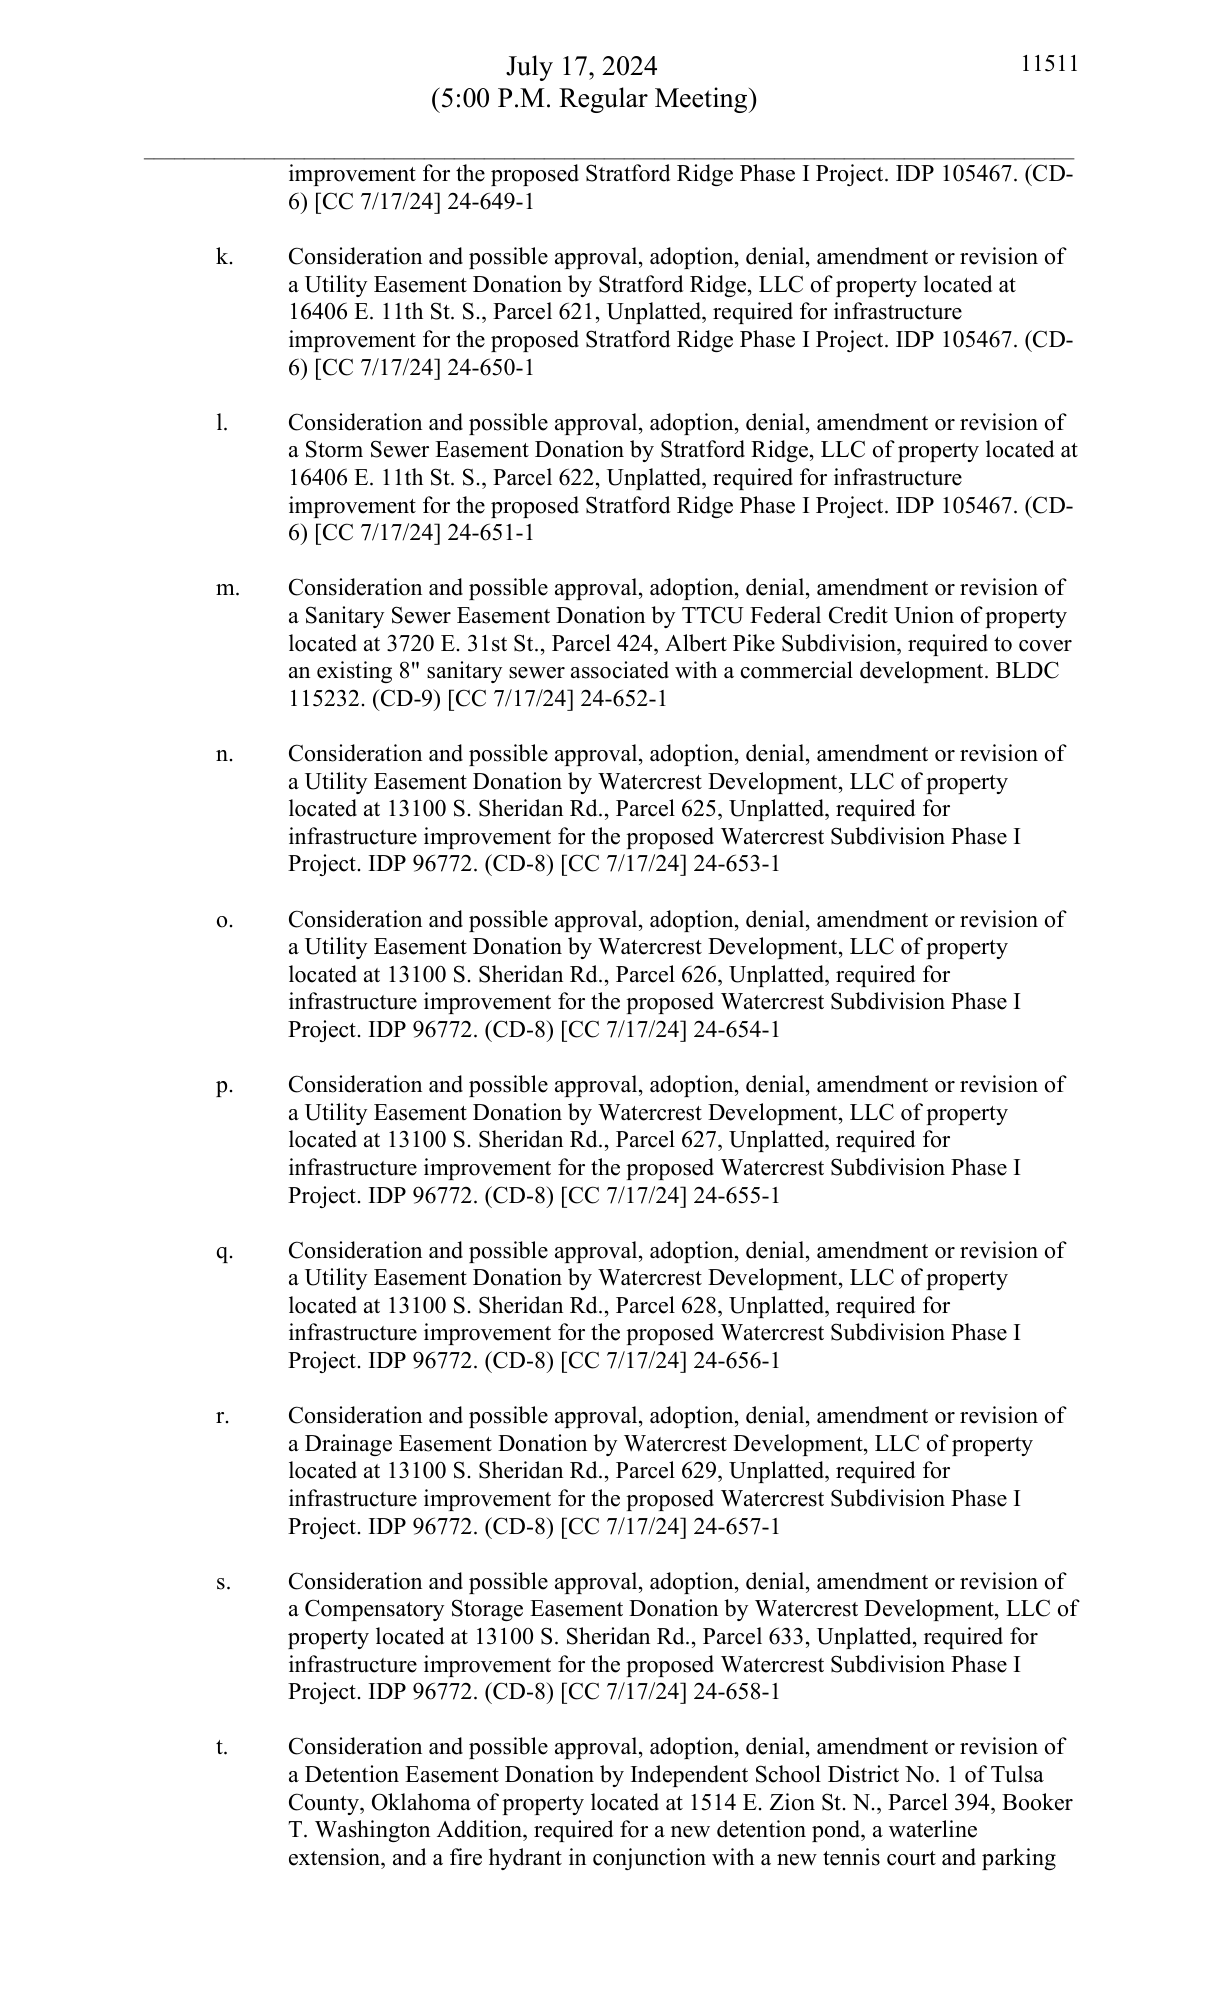 July 17, 2024
11511
(5:00 P.M. Regular Meeting)
improvement for the proposed Stratford Ridge Phase I Project. IDP 105467. (CD-
6) [CC 7/17/24] 24-649-1
k. Consideration and possible approval, adoption, denial, amendment or revision of
a Utility Easement Donation by Stratford Ridge, LLC of property located at
16406 E. 11th St. S., Parcel 621, Unplatted, required for infrastructure
improvement for the proposed Stratford Ridge Phase I Project. IDP 105467. (CD-
6) [CC 7/17/24] 24-650-1
l. Consideration and possible approval, adoption, denial, amendment or revision of
a Storm Sewer Easement Donation by Stratford Ridge, LLC of property located at
16406 E. 11th St. S., Parcel 622, Unplatted, required for infrastructure
improvement for the proposed Stratford Ridge Phase I Project. IDP 105467. (CD-
6) [CC 7/17/24] 24-651-1
m. Consideration and possible approval, adoption, denial, amendment or revision of
a Sanitary Sewer Easement Donation by TTCU Federal Credit Union of property
located at 3720 E. 31st St., Parcel 424, Albert Pike Subdivision, required to cover
an existing 8" sanitary sewer associated with a commercial development. BLDC
115232. (CD-9) [CC 7/17/24] 24-652-1
n. Consideration and possible approval, adoption, denial, amendment or revision of
a Utility Easement Donation by Watercrest Development, LLC of property
located at 13100 S. Sheridan Rd., Parcel 625, Unplatted, required for
infrastructure improvement for the proposed Watercrest Subdivision Phase I
Project. IDP 96772. (CD-8) [CC 7/17/24] 24-653-1
o. Consideration and possible approval, adoption, denial, amendment or revision of
a Utility Easement Donation by Watercrest Development, LLC of property
located at 13100 S. Sheridan Rd., Parcel 626, Unplatted, required for
infrastructure improvement for the proposed Watercrest Subdivision Phase I
Project. IDP 96772. (CD-8) [CC 7/17/24] 24-654-1
p. Consideration and possible approval, adoption, denial, amendment or revision of
a Utility Easement Donation by Watercrest Development, LLC of property
located at 13100 S. Sheridan Rd., Parcel 627, Unplatted, required for
infrastructure improvement for the proposed Watercrest Subdivision Phase I
Project. IDP 96772. (CD-8) [CC 7/17/24] 24-655-1
q. Consideration and possible approval, adoption, denial, amendment or revision of
a Utility Easement Donation by Watercrest Development, LLC of property
located at 13100 S. Sheridan Rd., Parcel 628, Unplatted, required for
infrastructure improvement for the proposed Watercrest Subdivision Phase I
Project. IDP 96772. (CD-8) [CC 7/17/24] 24-656-1
r. Consideration and possible approval, adoption, denial, amendment or revision of
a Drainage Easement Donation by Watercrest Development, LLC of property
located at 13100 S. Sheridan Rd., Parcel 629, Unplatted, required for
infrastructure improvement for the proposed Watercrest Subdivision Phase I
Project. IDP 96772. (CD-8) [CC 7/17/24] 24-657-1
s. Consideration and possible approval, adoption, denial, amendment or revision of
a Compensatory Storage Easement Donation by Watercrest Development, LLC of
property located at 13100 S. Sheridan Rd., Parcel 633, Unplatted, required for
infrastructure improvement for the proposed Watercrest Subdivision Phase I
Project. IDP 96772. (CD-8) [CC 7/17/24] 24-658-1
t. Consideration and possible approval, adoption, denial, amendment or revision of
a Detention Easement Donation by Independent School District No. 1 of Tulsa
County, Oklahoma of property located at 1514 E. Zion St. N., Parcel 394, Booker
T. Washington Addition, required for a new detention pond, a waterline
extension, and a fire hydrant in conjunction with a new tennis court and parking